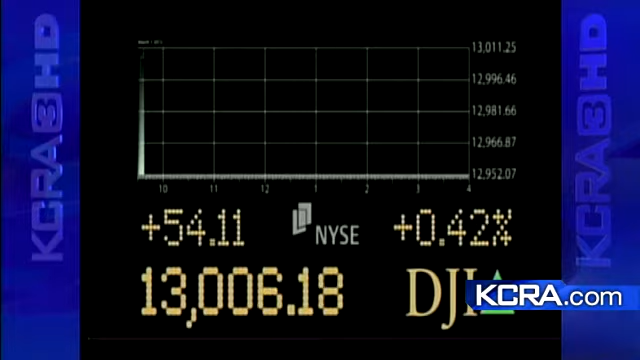 KCRA 3 HD
13,011.25
12,996.46
12,981.66
12,966.87
12,952.07
10 11 12 1 2 3 4
+54.11 NYSE +0.42%
13,006.18 DJI
KCRA.com
KCRA 3 HD